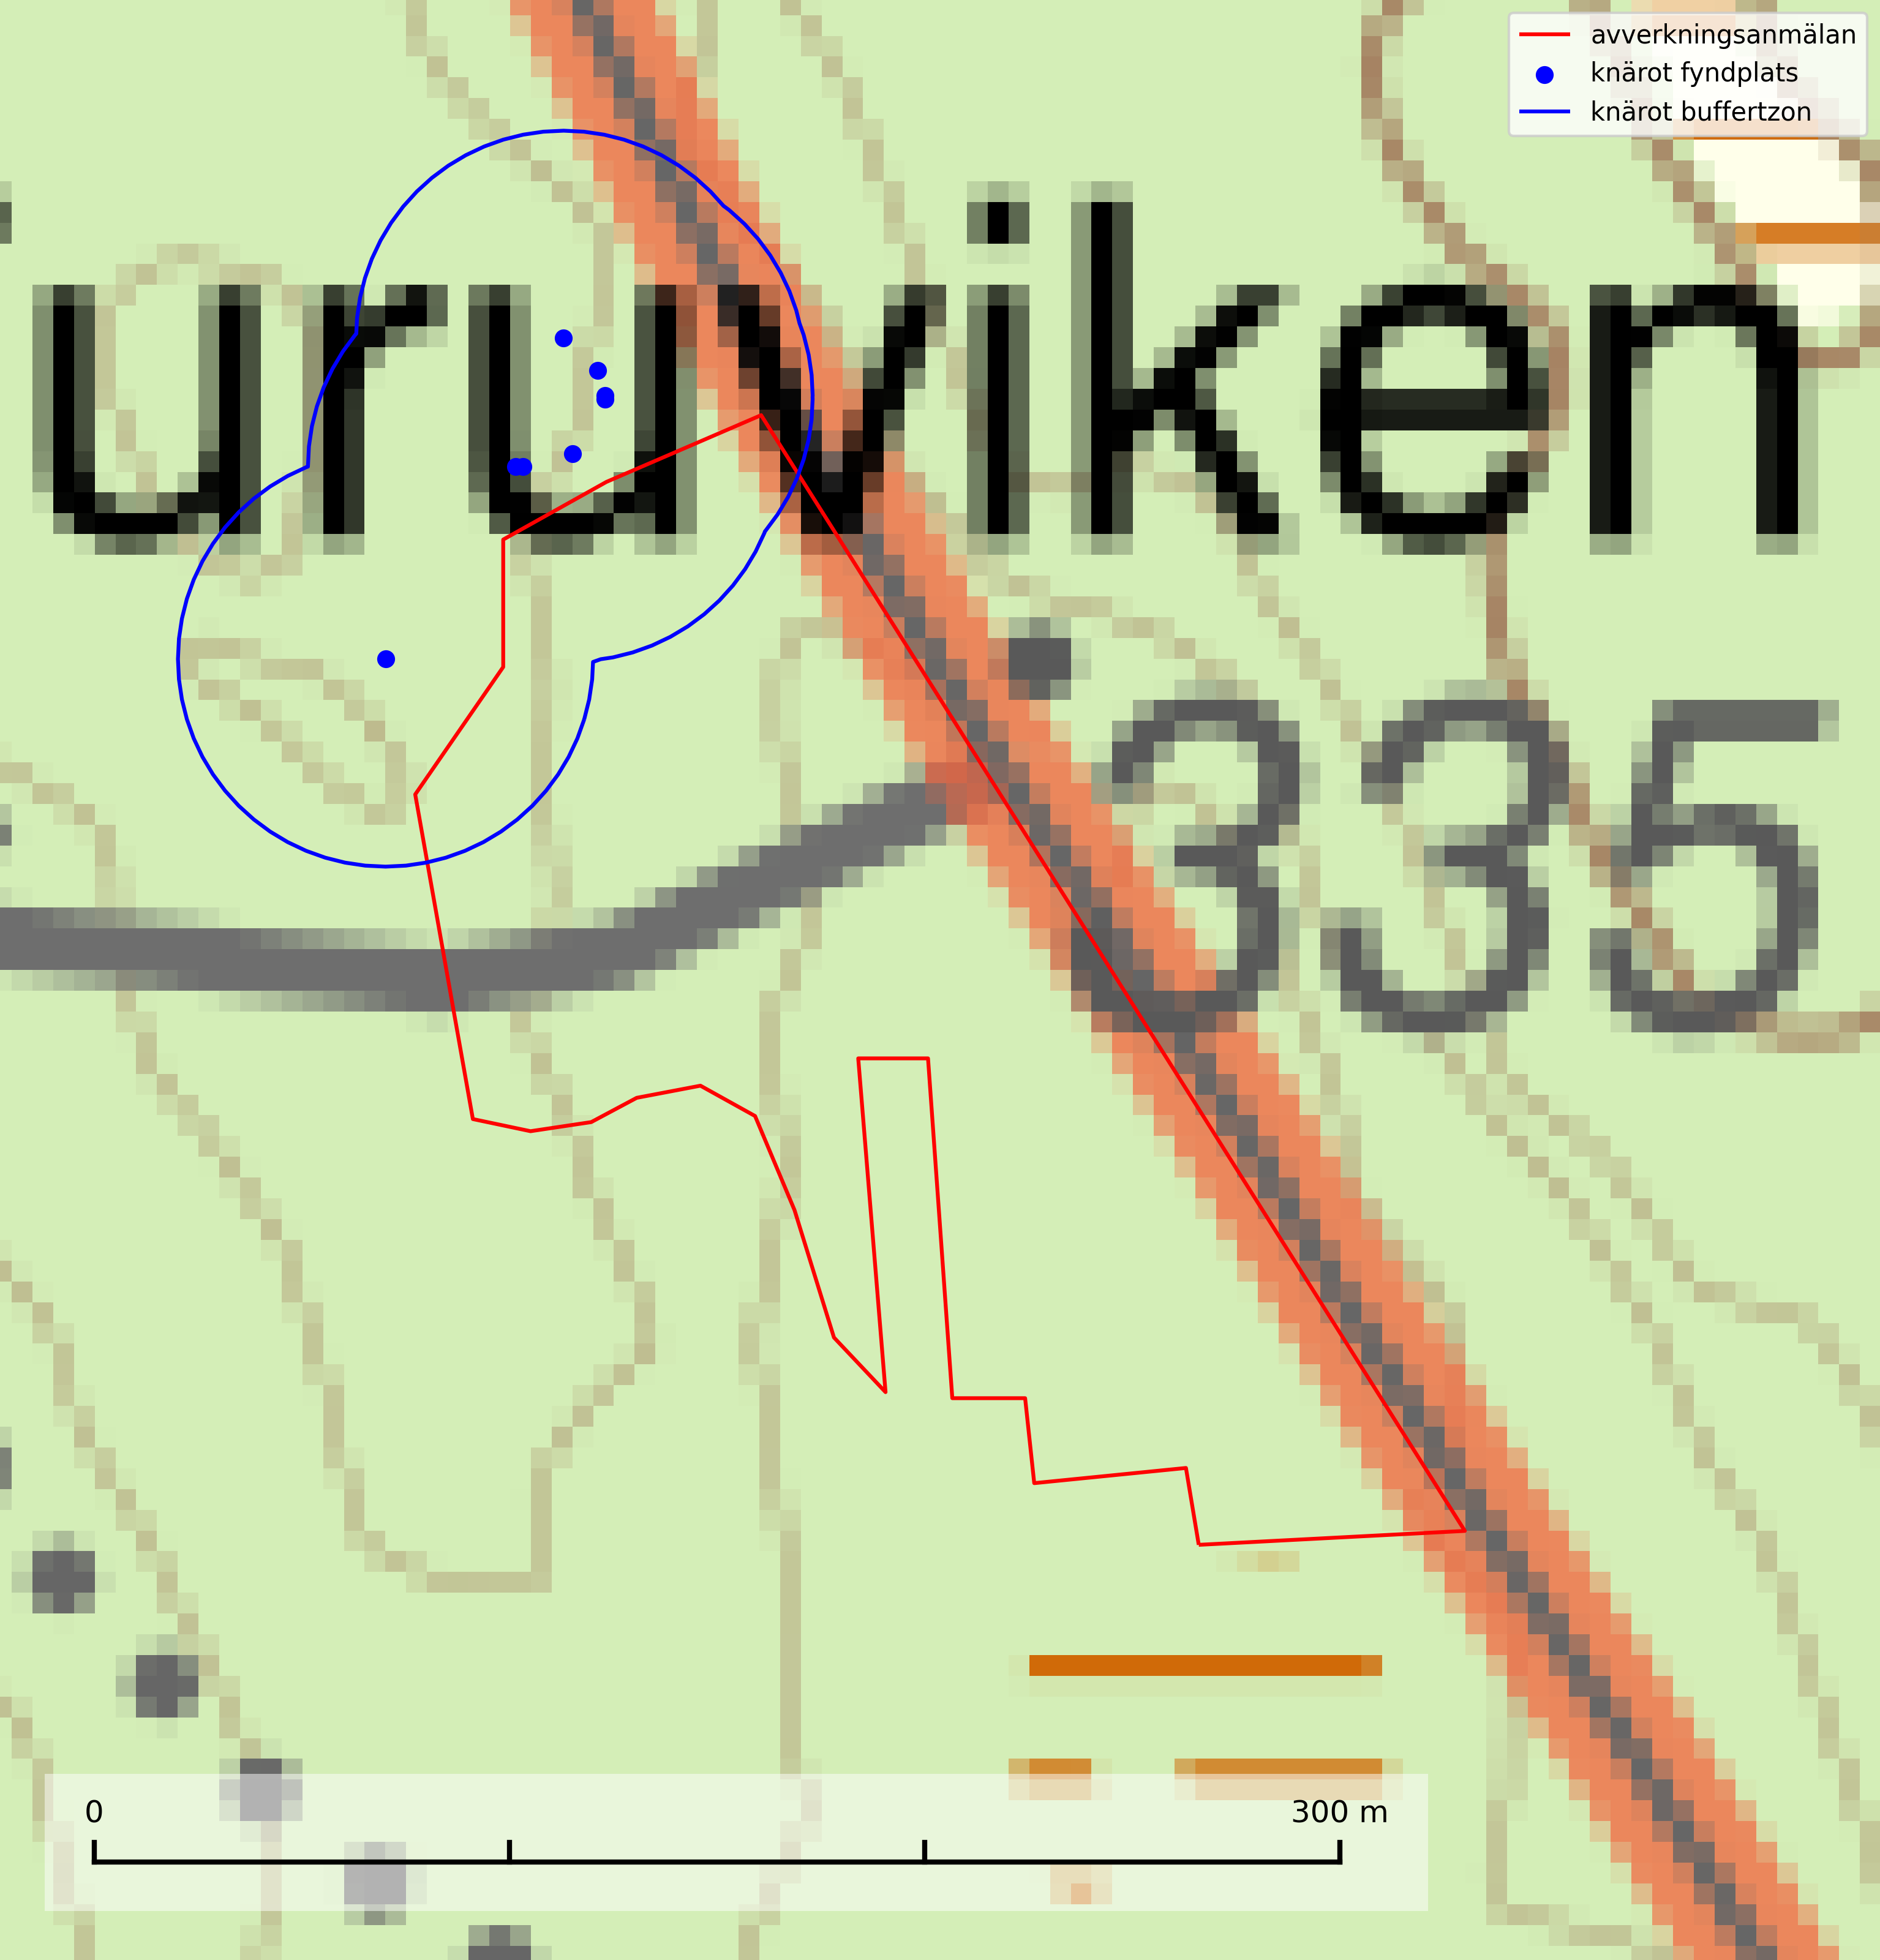 avverkningsanmälan
knärot fyndplats
knärot buffertzon
uruviken
335
0
300 m